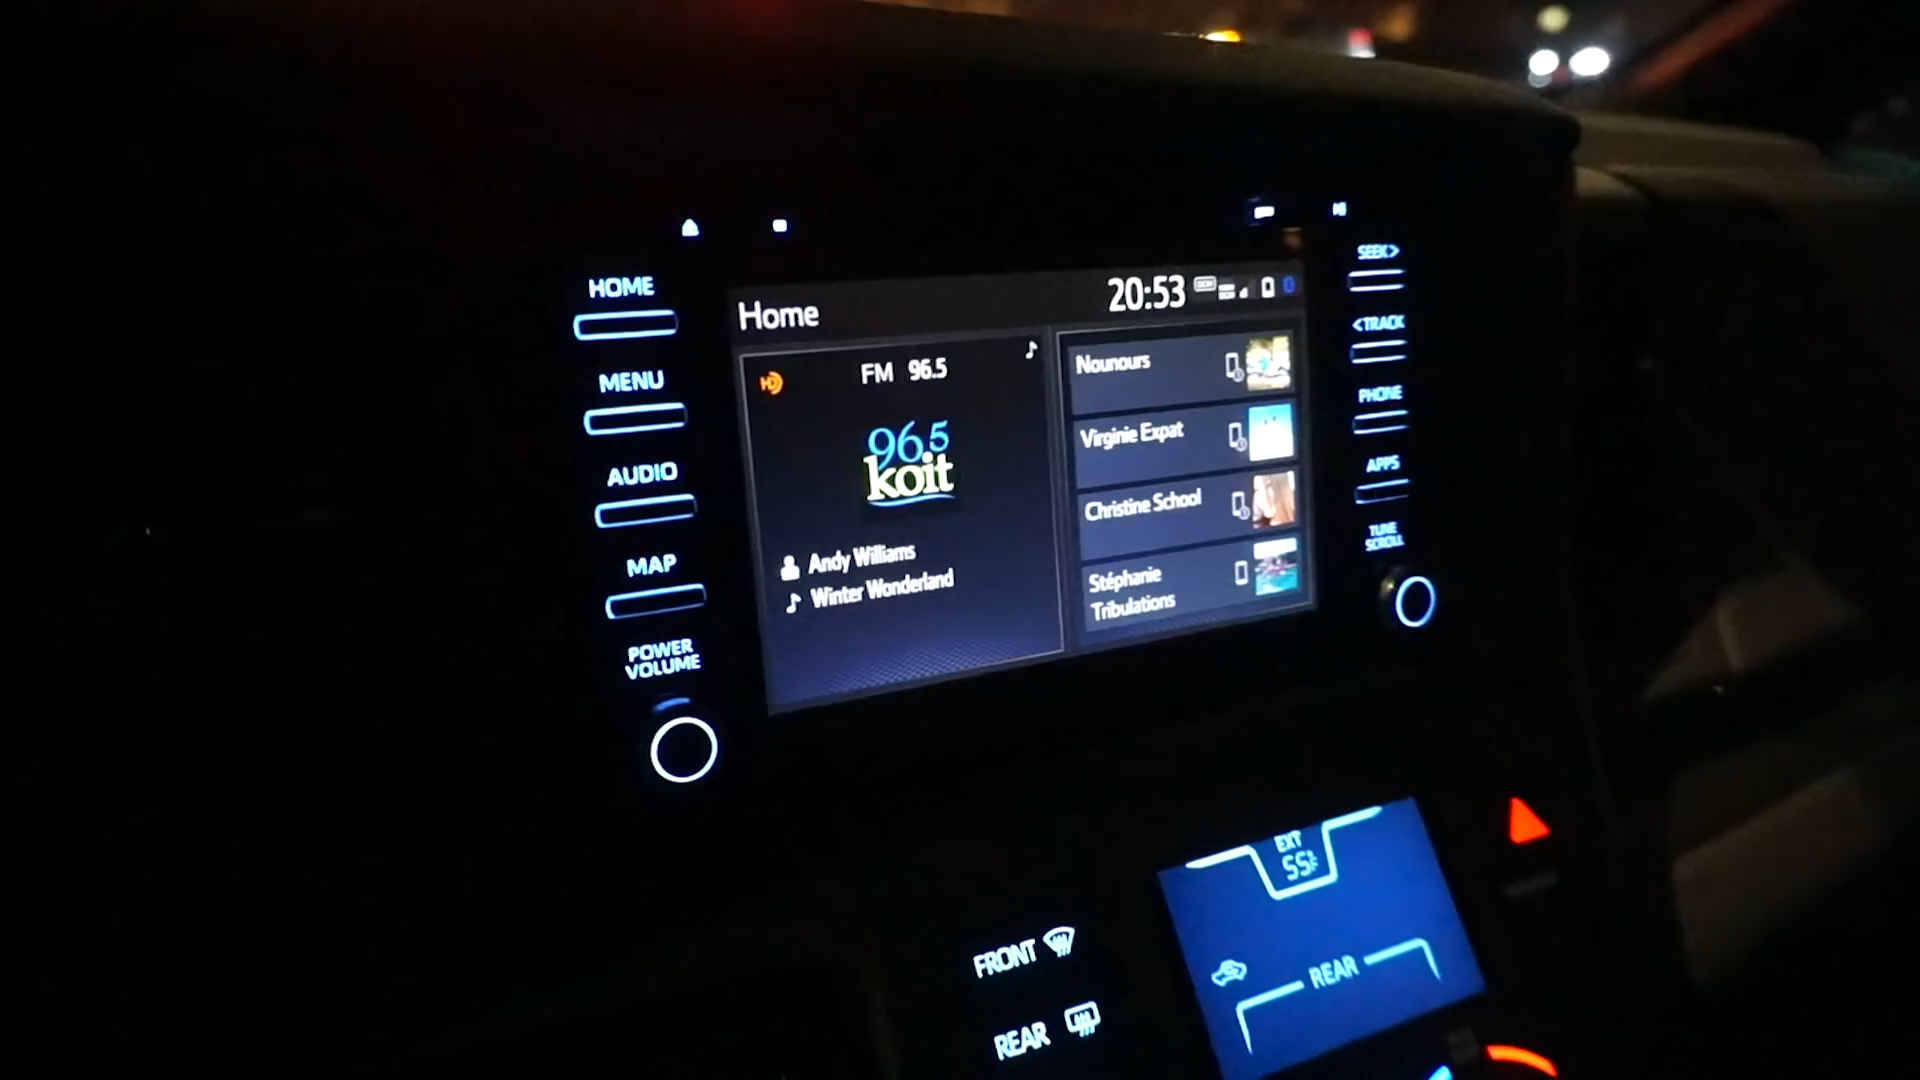 HOME
MENU
AUDIO
MAP
POWER
VOLUME
Home
20:53
FM 96.5
96.5
koit
Andy Williams
Winter Wonderland
Nounours
Virginie Expat
Christine School
Stéphanie
Tribulations
SEEK>
<TRACK
PHONE
APPS
TUNE
SCROLL
EXT
55°F
FRONT
REAR
REAR